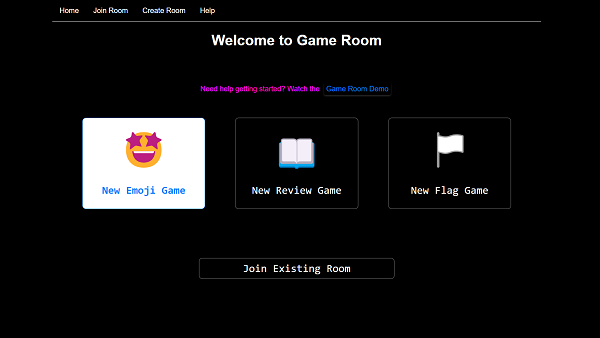 Home Join Room Create Room Help
Welcome to Game Room
Need help getting started? Watch the Game Room Demo
New Emoji Game New Review Game New Flag Game
Join Existing Room